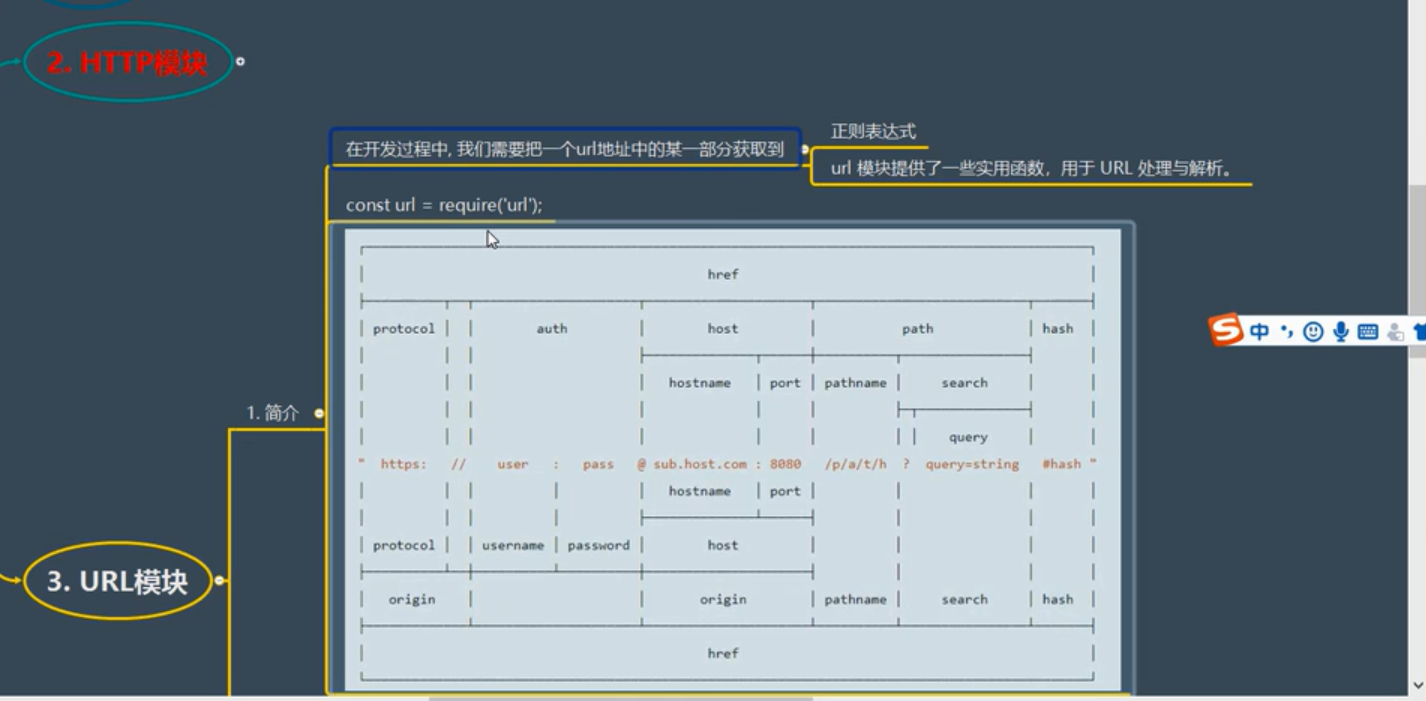 2. HTTP模块
在开发过程中, 我们需要把一个url地址中的某一部分获取到
正则表达式
url 模块提供了一些实用函数，用于 URL 处理与解析。
const url = require('url');
href
protocol auth host path hash
hostname port pathname search
query
" https: // user : pass @ sub.host.com : 8080 /p/a/t/h ? query=string #hash "
hostname port
protocol username password host
origin origin pathname search hash
href
1. 简介
3. URL模块
S 中